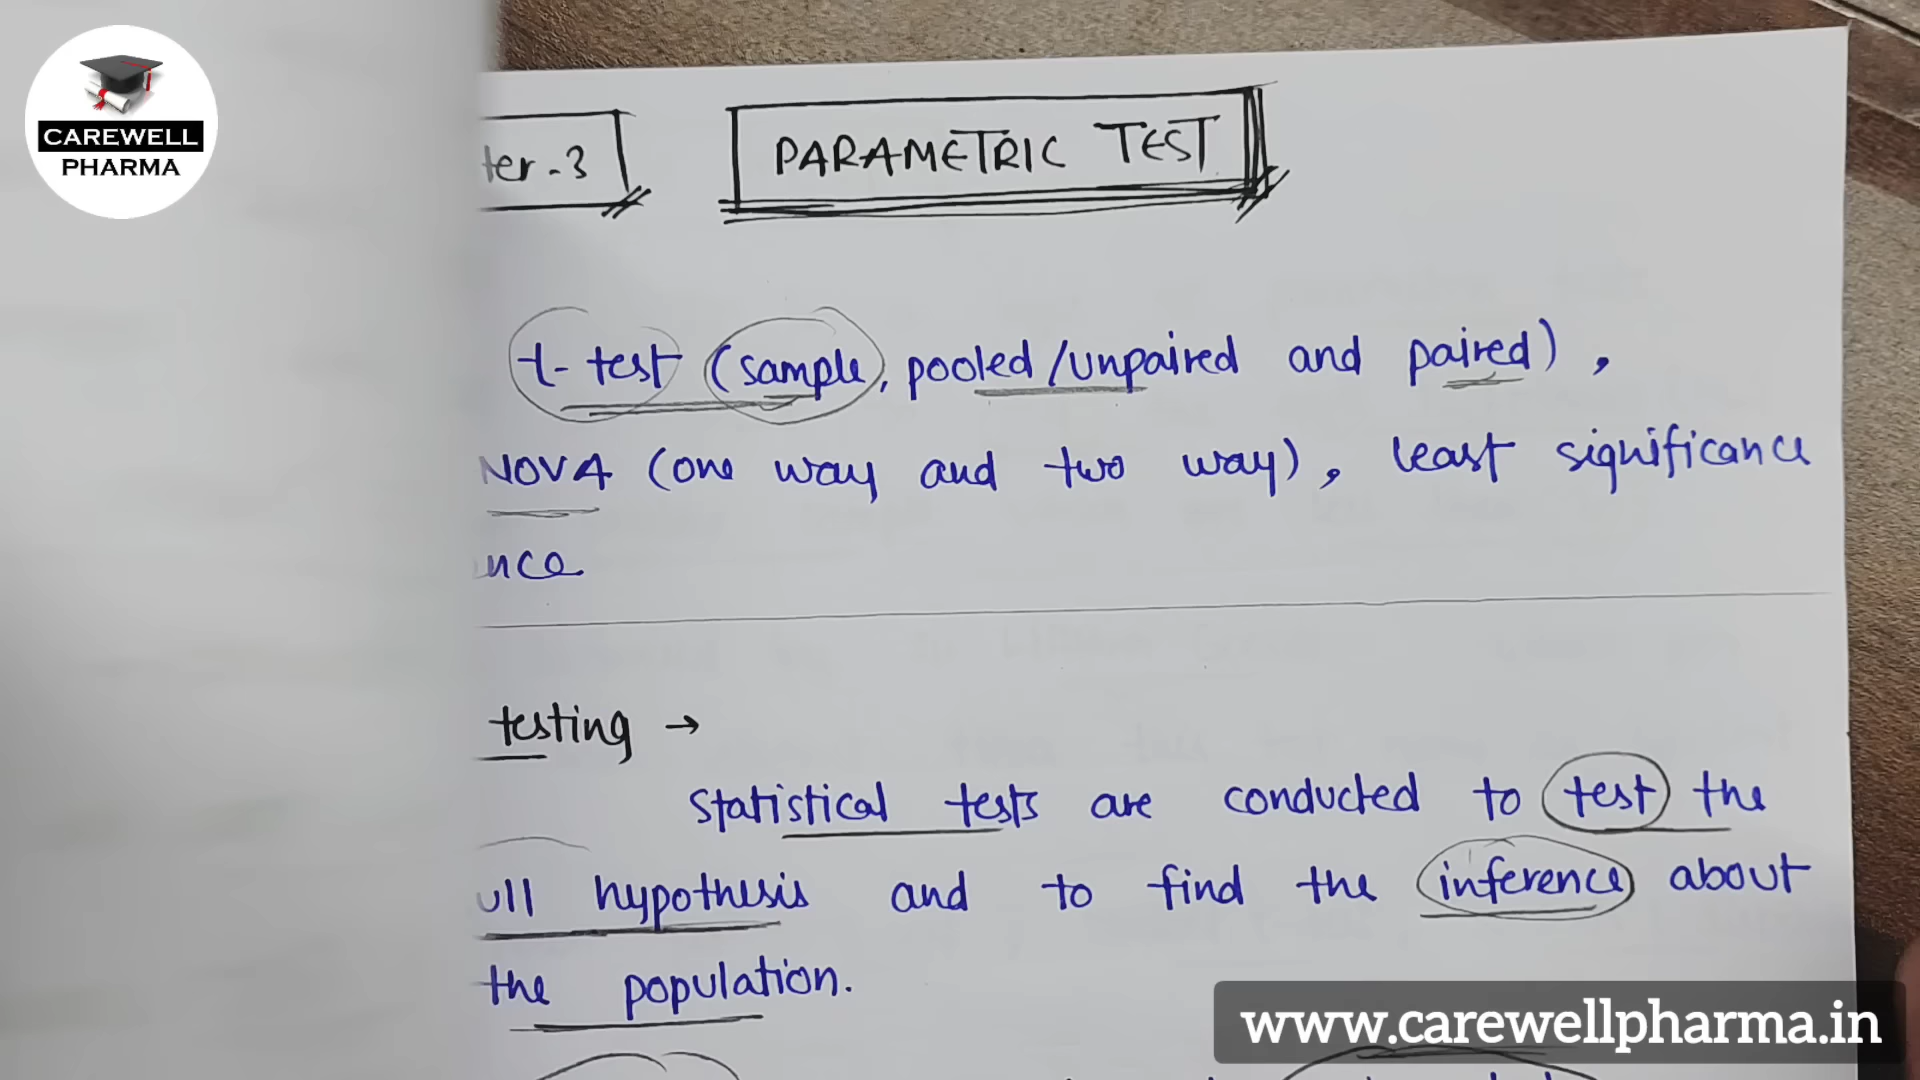 CAREWELL
PHARMA
ter-3
PARAMETRIC TEST
t-test (sample, pooled/unpaired and paired),
NOVA (one way and two way), least significance
nce
testing →
Statistical tests are conducted to test the
ull hypothesis and to find the inference about
the population.
www.carewellpharma.in